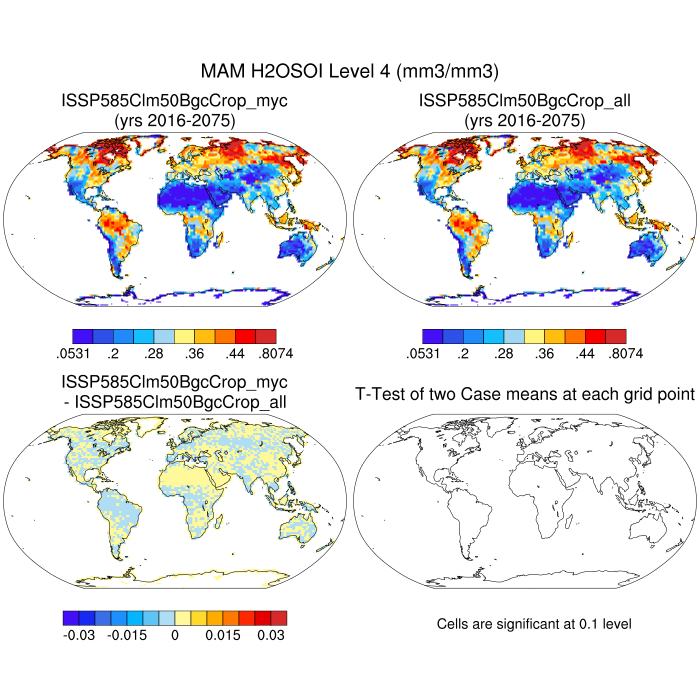 MAM H2OSOI Level 4 (mm3/mm3)
ISSP585Clm50BgcCrop_myc
(yrs 2016-2075)
ISSP585Clm50BgcCrop_all
(yrs 2016-2075)
.0531 .2 .28 .36 .44 .8074
.0531 .2 .28 .36 .44 .8074
ISSP585Clm50BgcCrop_myc
- ISSP585Clm50BgcCrop_all
T-Test of two Case means at each grid point
-0.03 -0.015 0 0.015 0.03
Cells are significant at 0.1 level